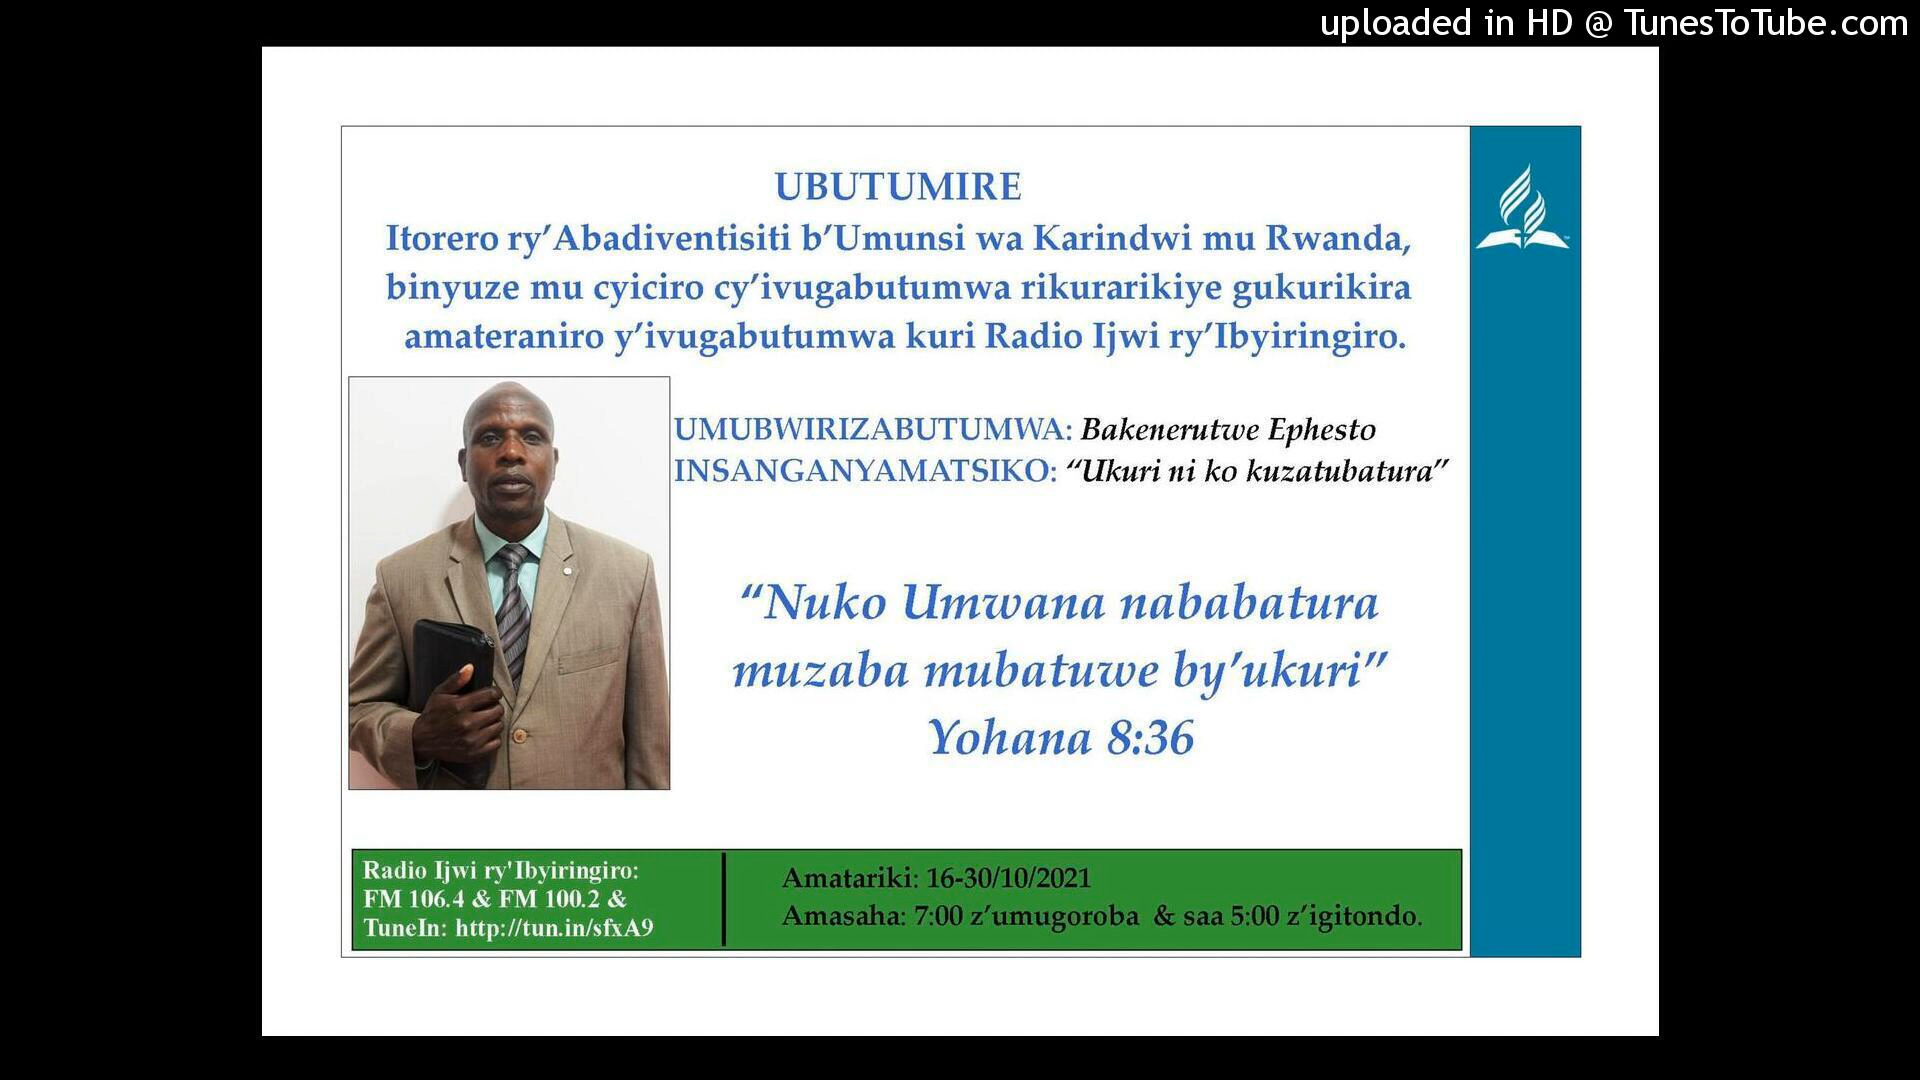 uploaded in HD @ TunesToTube.com
UBUTUMIRE
Itorero ry’Abadiventisiti b’Umunsi wa Karindwi mu Rwanda,
binyuze mu cyiciro cy’ivugabutumwa rikurarikiye gukurikira
amateraniro y’ivugabutumwa kuri Radio Ijwi ry’Ibyiringiro.
UMUBWIRIZABUTUMWA: Bakenerutwe Ephesto
INSANGANYAMATSIKO: “Ukuri ni ko kuzatubatura”
“Nuko Umwana nababatura
muzaba mubatuwe by’ukuri”
Yohana 8:36
Radio Ijwi ry'Ibyiringiro:
FM 106.4 & FM 100.2 &
TuneIn: http://tun.in/sfxA9
Amatariki: 16-30/10/2021
Amasaha: 7:00 z’umugoroba & saa 5:00 z’igitondo.